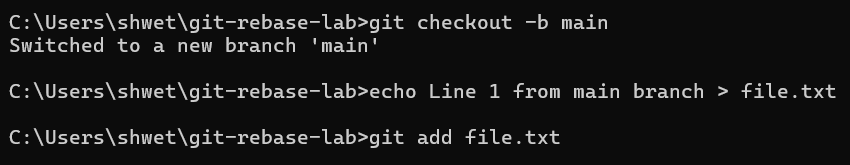 C:\Users\shwet\git-rebase-lab>git checkout -b main
Switched to a new branch 'main'
C:\Users\shwet\git-rebase-lab>echo Line 1 from main branch > file.txt
C:\Users\shwet\git-rebase-lab>git add file.txt